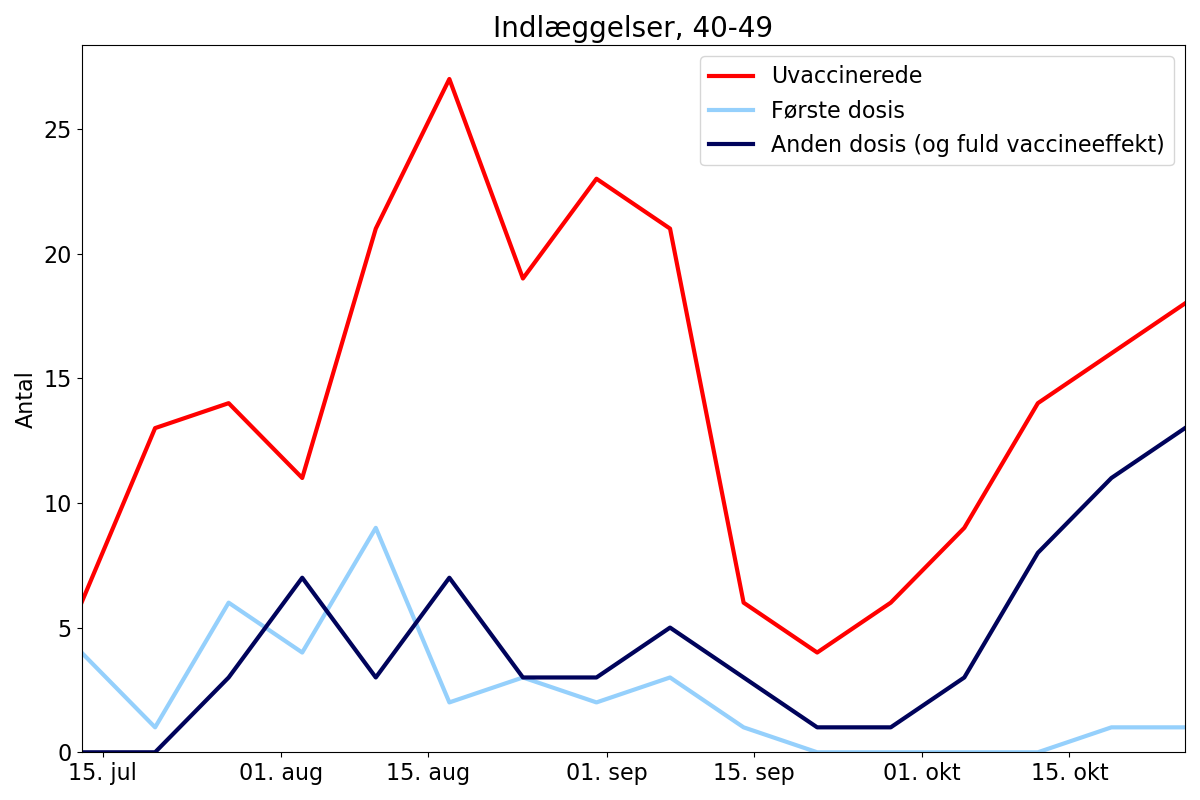 Indlæggelser, 40-49
Uvaccinerede
Første dosis
Anden dosis (og fuld vaccineeffekt)
Antal
25
20
15
10
5
0
15. jul
01. aug
15. aug
01. sep
15. sep
01. okt
15. okt